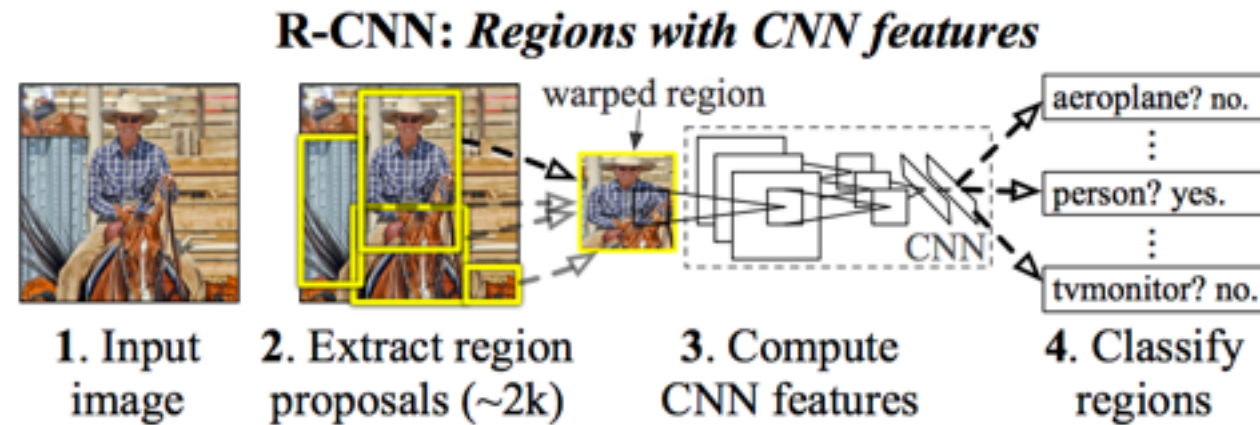 R-CNN: Regions with CNN features
warped region
aeroplane? no.
person? yes.
tvmonitor? no.
CNN
1. Input
image
2. Extract region
proposals (~2k)
3. Compute
CNN features
4. Classify
regions